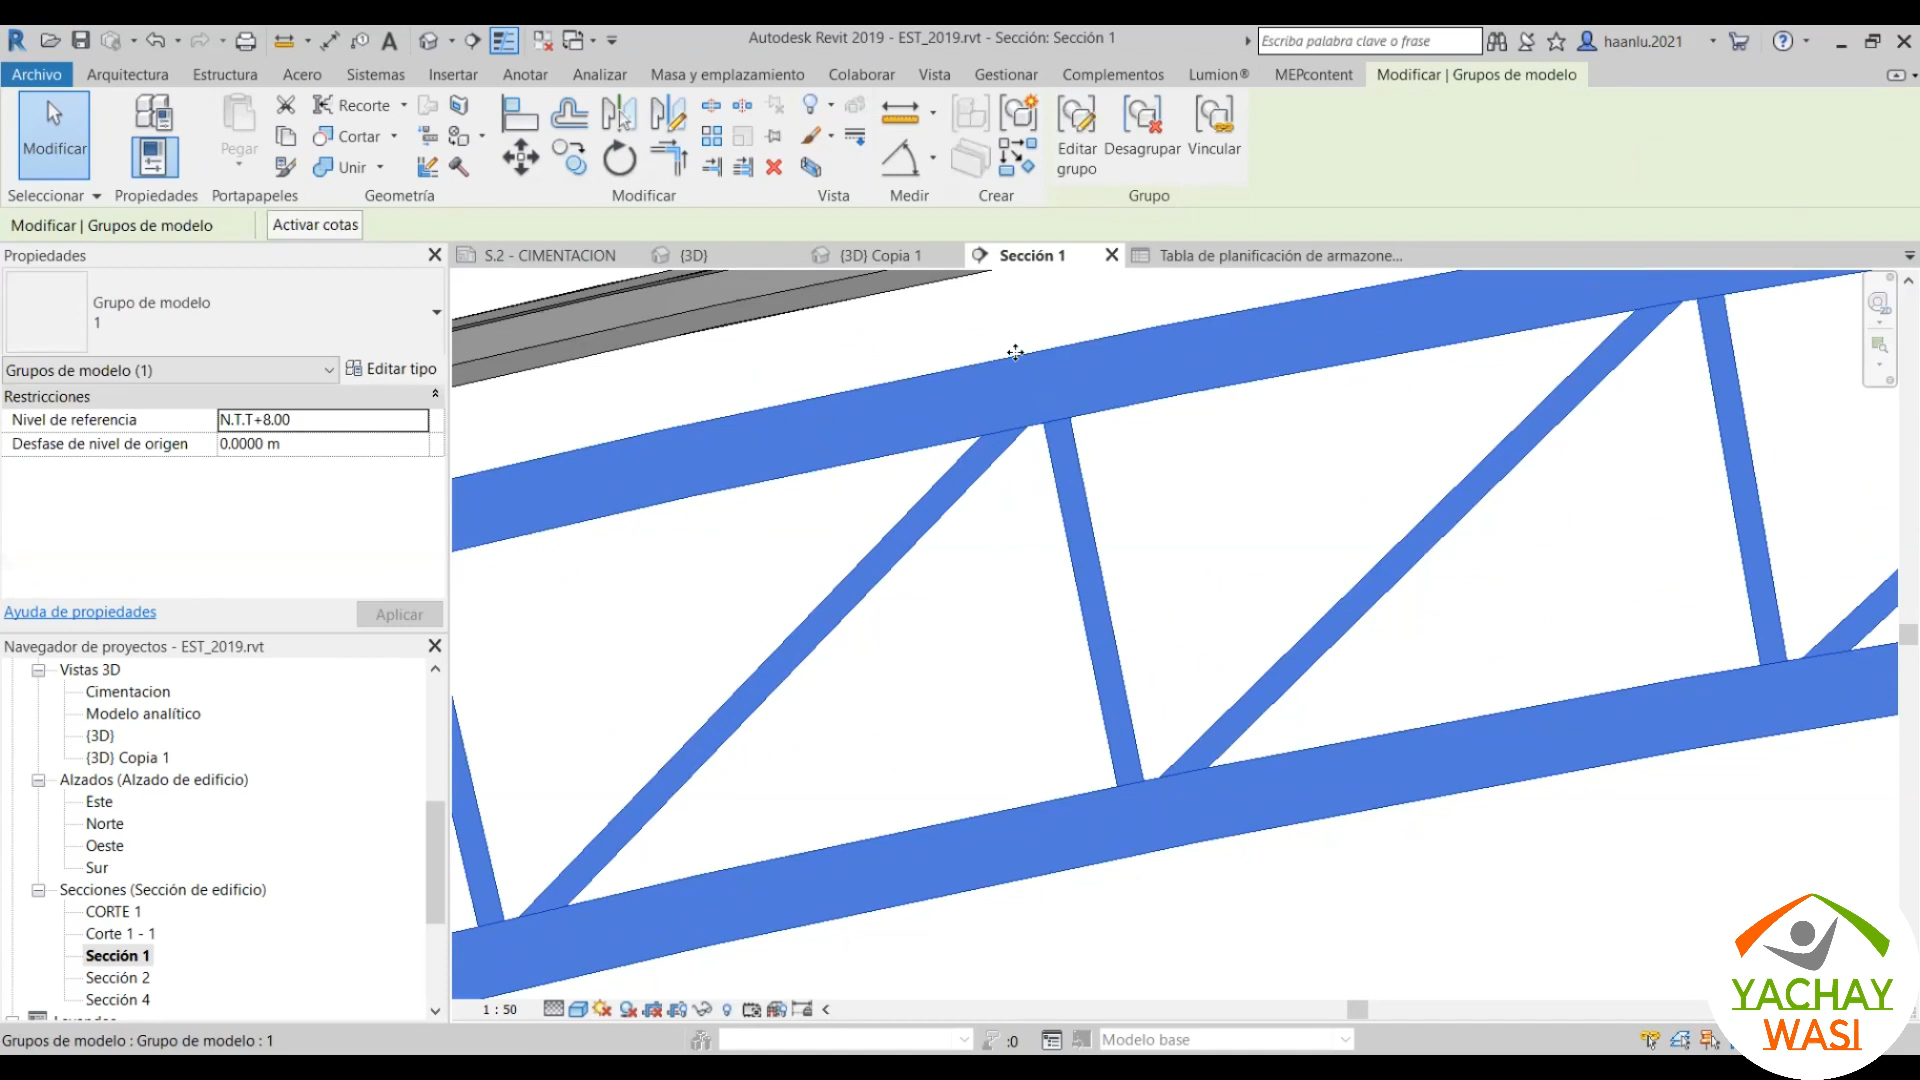 Autodesk Revit 2019 - EST_2019.rvt - Sección: Sección 1
Escriba palabra clave o frase
haanlu.2021
Archivo Arquitectura Estructura Acero Sistemas Insertar Anotar Analizar Masa y emplazamiento Colaborar Vista Gestionar Complementos Lumion® MEPcontent Modificar | Grupos de modelo
Modificar
Pegar
Recorte
Cortar
Unir
Editar grupo
Desagrupar
Vincular
Seleccionar Propiedades Portapapeles Geometría Modificar Vista Medir Crear Grupo
Modificar | Grupos de modelo
Activar cotas
Propiedades
S.2 - CIMENTACION
{3D}
{3D} Copia 1
Sección 1
Tabla de planificación de armazone...
Grupo de modelo
1
Grupos de modelo (1)
Editar tipo
Restricciones
Nivel de referencia N.T.T+8.00
Desfase de nivel de origen 0.0000 m
Ayuda de propiedades
Aplicar
Navegador de proyectos - EST_2019.rvt
Vistas 3D
Cimentacion
Modelo analítico
{3D}
{3D} Copia 1
Alzados (Alzado de edificio)
Este
Norte
Oeste
Sur
Secciones (Sección de edificio)
CORTE 1
Corte 1 - 1
Sección 1
Sección 2
Sección 4
1 : 50
Grupos de modelo : Grupo de modelo : 1
:0
Modelo base
YACHAY
WASI